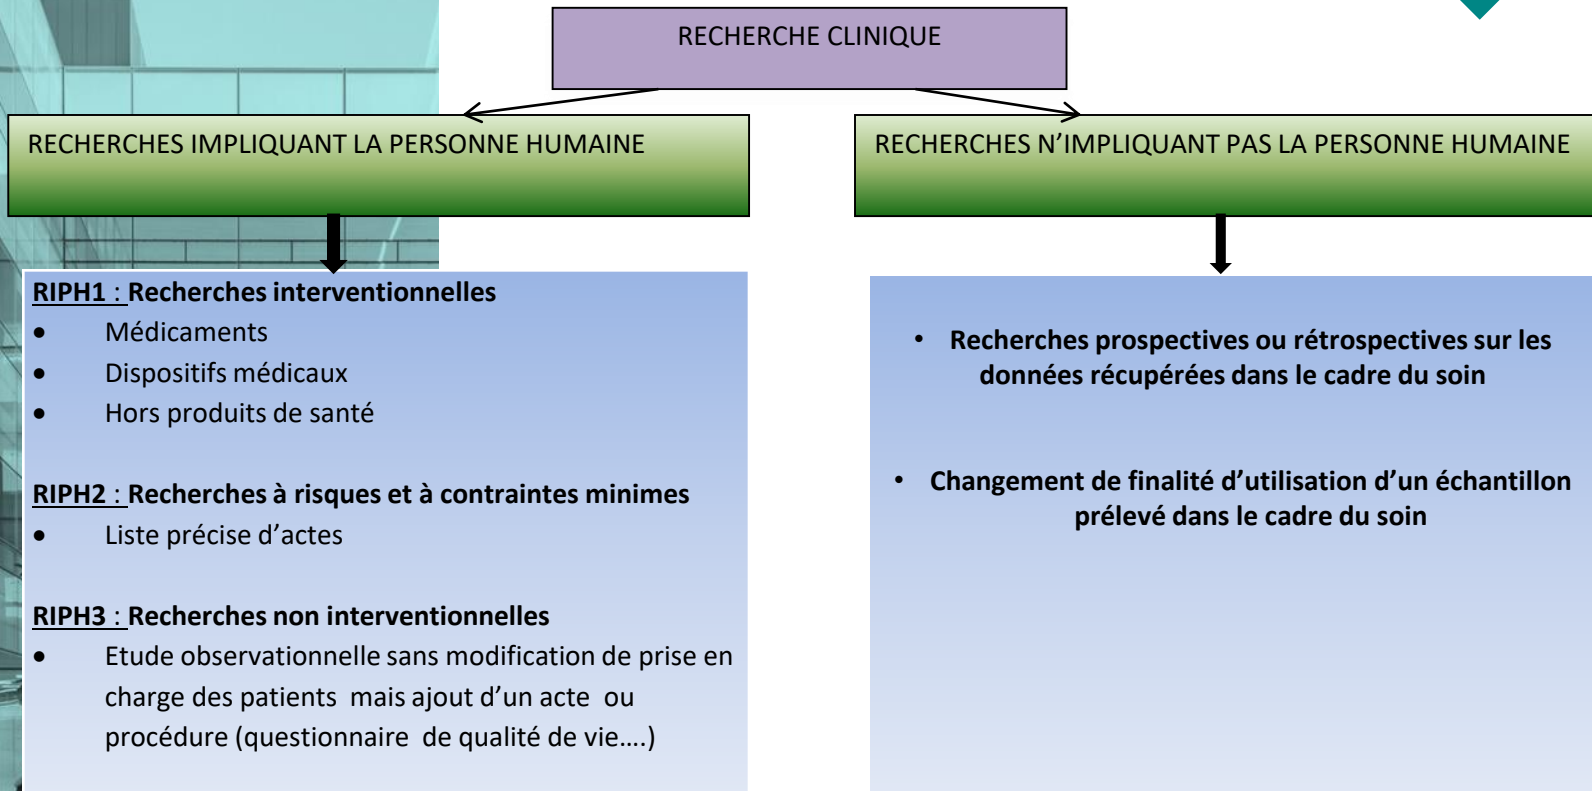 RECHERCHE CLINIQUE
RECHERCHES IMPLIQUANT LA PERSONNE HUMAINE
RECHERCHES N’IMPLIQUANT PAS LA PERSONNE HUMAINE
RIPH1 : Recherches interventionnelles
• Médicaments
• Dispositifs médicaux
• Hors produits de santé
RIPH2 : Recherches à risques et à contraintes minimes
• Liste précise d’actes
RIPH3 : Recherches non interventionnelles
• Etude observationnelle sans modification de prise en
charge des patients mais ajout d’un acte ou
procédure (questionnaire de qualité de vie….)
• Recherches prospectives ou rétrospectives sur les
données récupérées dans le cadre du soin
• Changement de finalité d’utilisation d’un échantillon
prélevé dans le cadre du soin